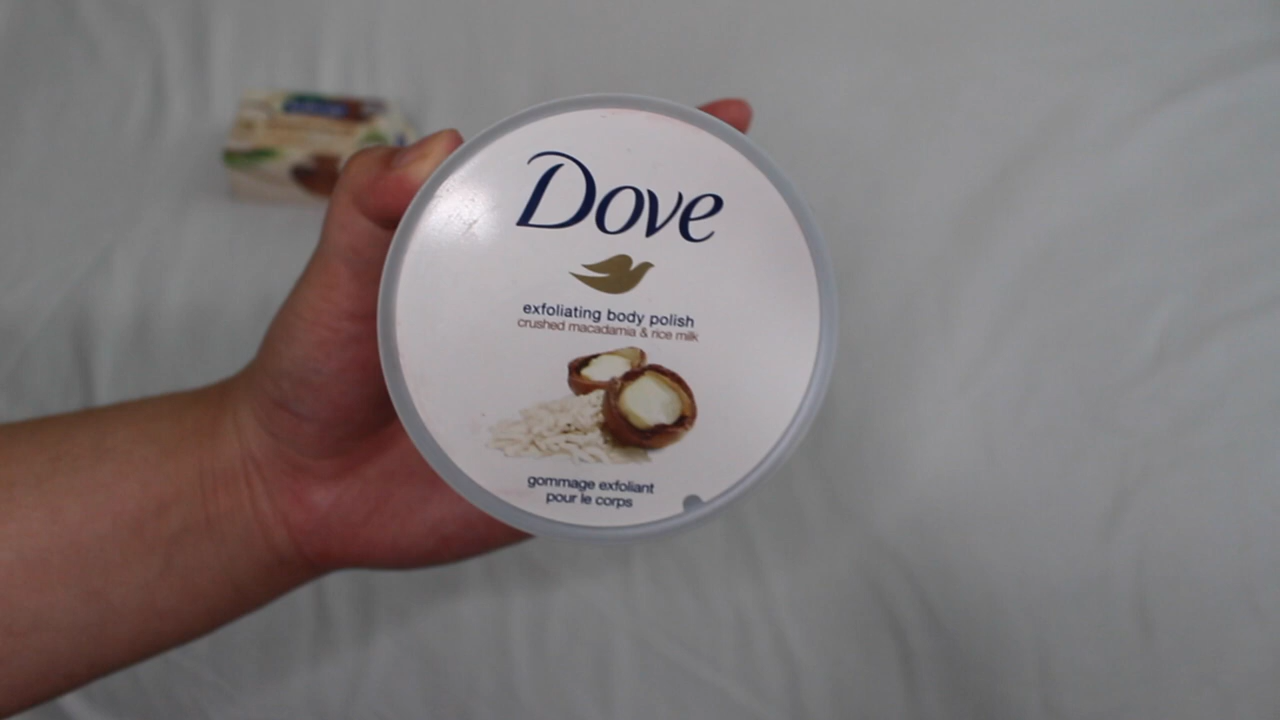 Dove
exfoliating body polish
crushed macadamia & rice milk
gommage exfoliant
pour le corps